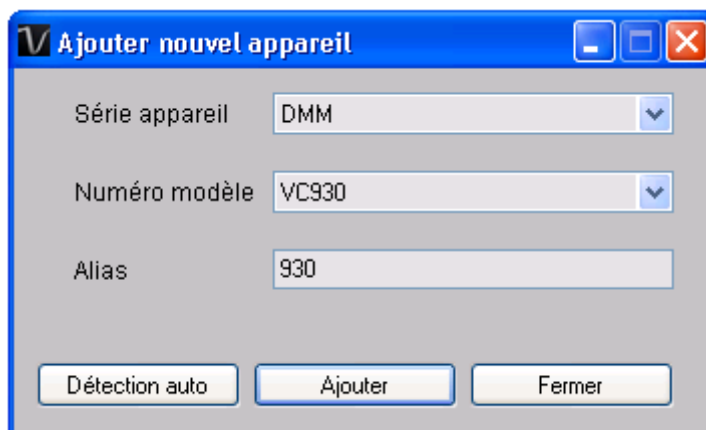 Ajouter nouvel appareil
Série appareil DMM
Numéro modèle VC930
Alias 930
Détection auto Ajouter Fermer